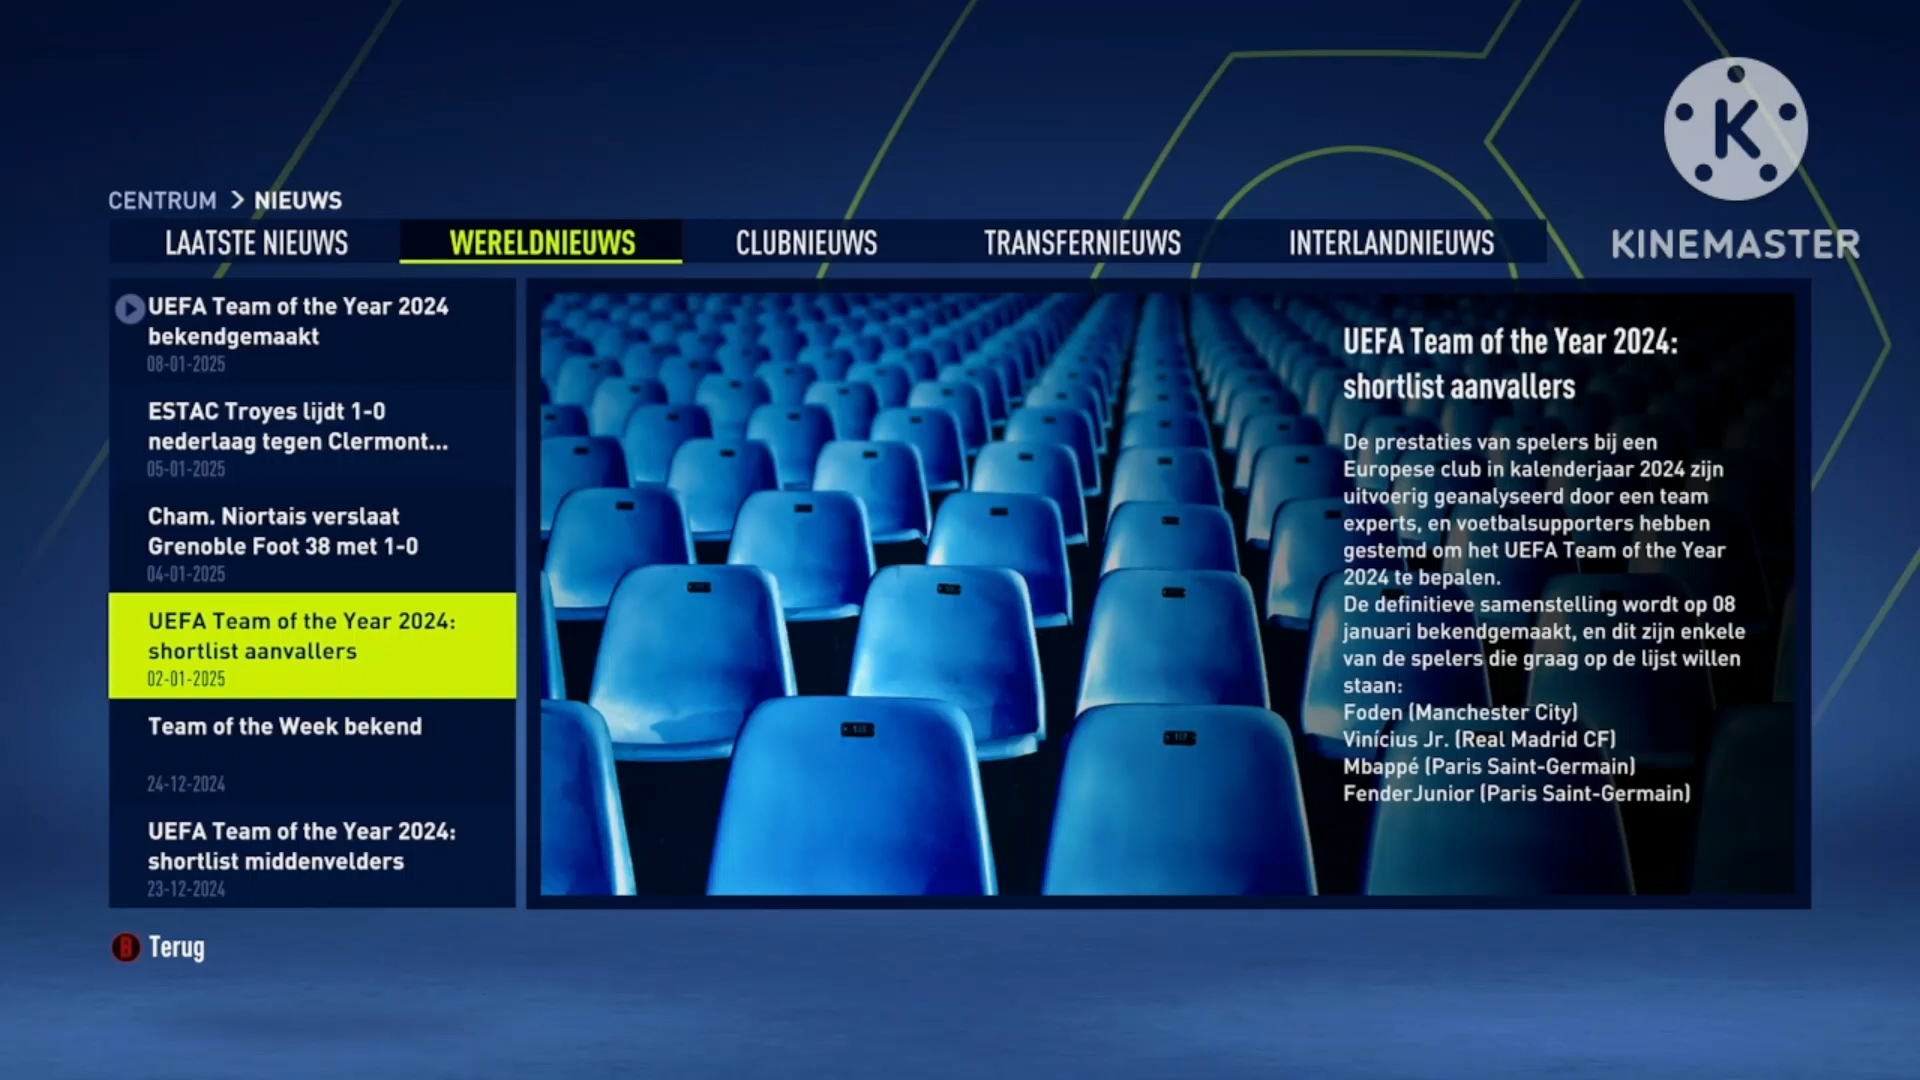 K
KINEMASTER
CENTRUM > NIEUWS
LAATSTE NIEUWS
WERELDNIEUWS
CLUBNIEUWS
TRANSFERNIEUWS
INTERLANDNIEUWS
UEFA Team of the Year 2024
bekendgemaakt
08-01-2025
ESTAC Troyes lijdt 1-0
nederlaag tegen Clermont...
05-01-2025
Cham. Niortais verslaat
Grenoble Foot 38 met 1-0
04-01-2025
UEFA Team of the Year 2024:
shortlist aanvallers
02-01-2025
Team of the Week bekend
24-12-2024
UEFA Team of the Year 2024:
shortlist middenvelders
23-12-2024
UEFA Team of the Year 2024:
shortlist aanvallers
De prestaties van spelers bij een
Europese club in kalenderjaar 2024 zijn
uitvoerig geanalyseerd door een team
experts, en voetbalsupporters hebben
gestemd om het UEFA Team of the Year
2024 te bepalen.
De definitieve samenstelling wordt op 08
januari bekendgemaakt, en dit zijn enkele
van de spelers die graag op de lijst willen
staan:
Foden (Manchester City)
Vinícius Jr. (Real Madrid CF)
Mbappé (Paris Saint-Germain)
FenderJunior (Paris Saint-Germain)
B Terug